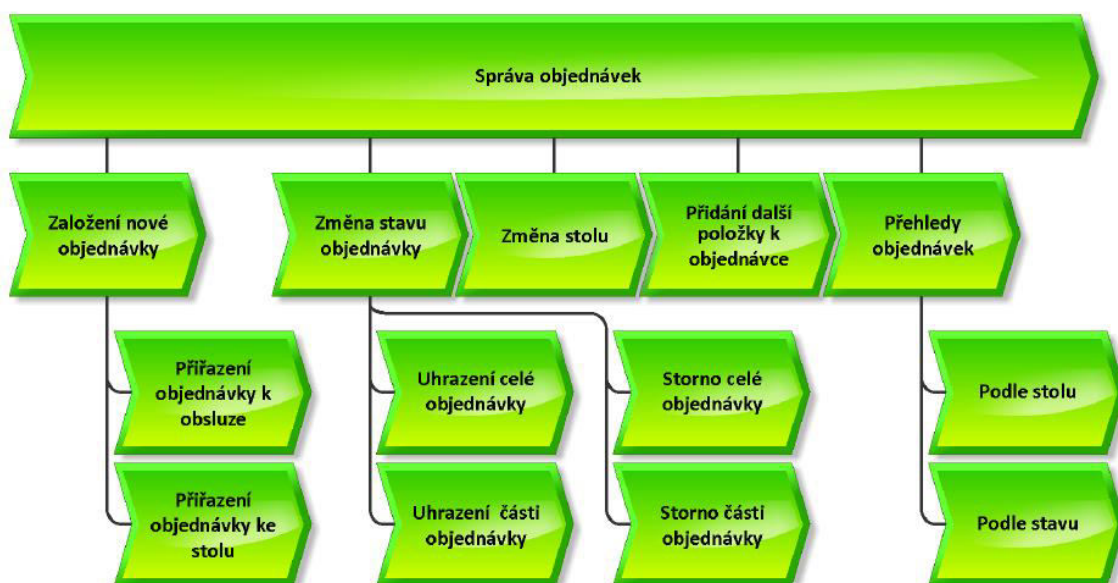 Správa objednávek
Založení nové
objednávky
Změna stavu
objednávky
Změna stolu
Přidání další
položky k
objednávce
Přehledy
objednávek
Přiřazení
objednávky k
obsluze
Uhrazení celé
objednávky
Storno celé
objednávky
Podle stolu
Přiřazení
objednávky ke
stolu
Uhrazení  části
objednávky
Storno části
objednávky
Podle stavu